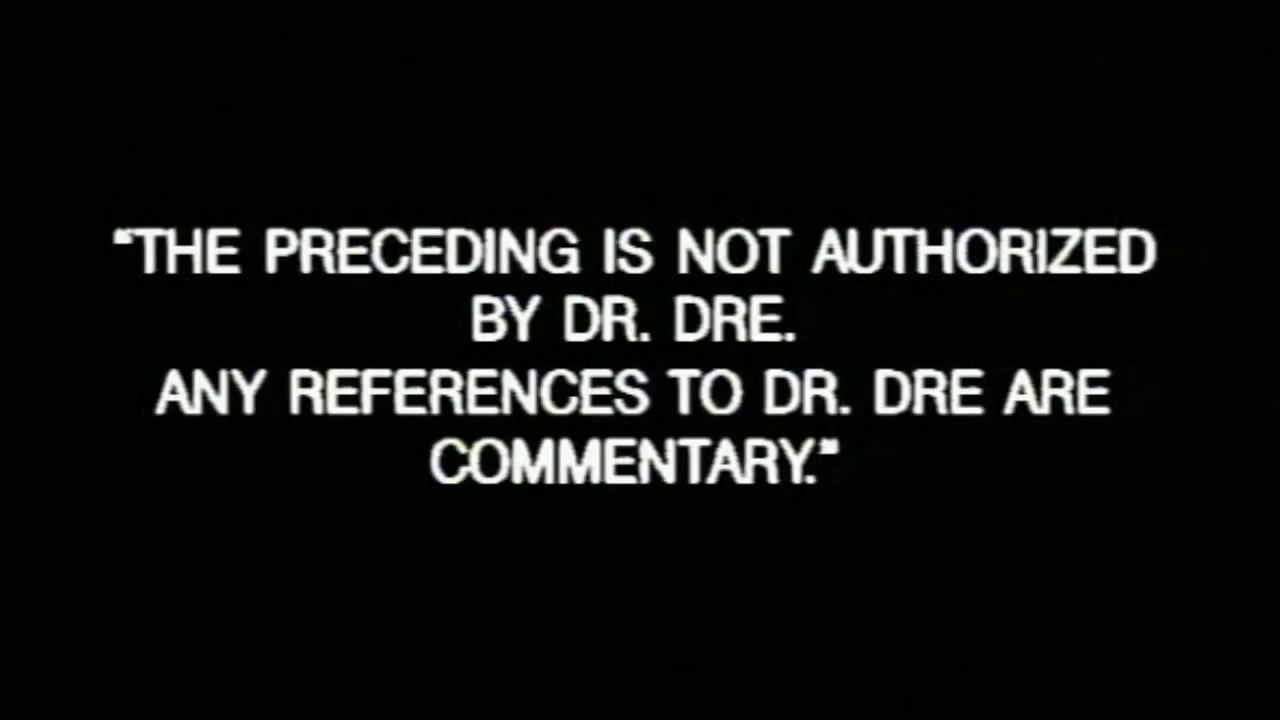 “THE PRECEDING IS NOT AUTHORIZED
BY DR. DRE.
ANY REFERENCES TO DR. DRE ARE
COMMENTARY.”